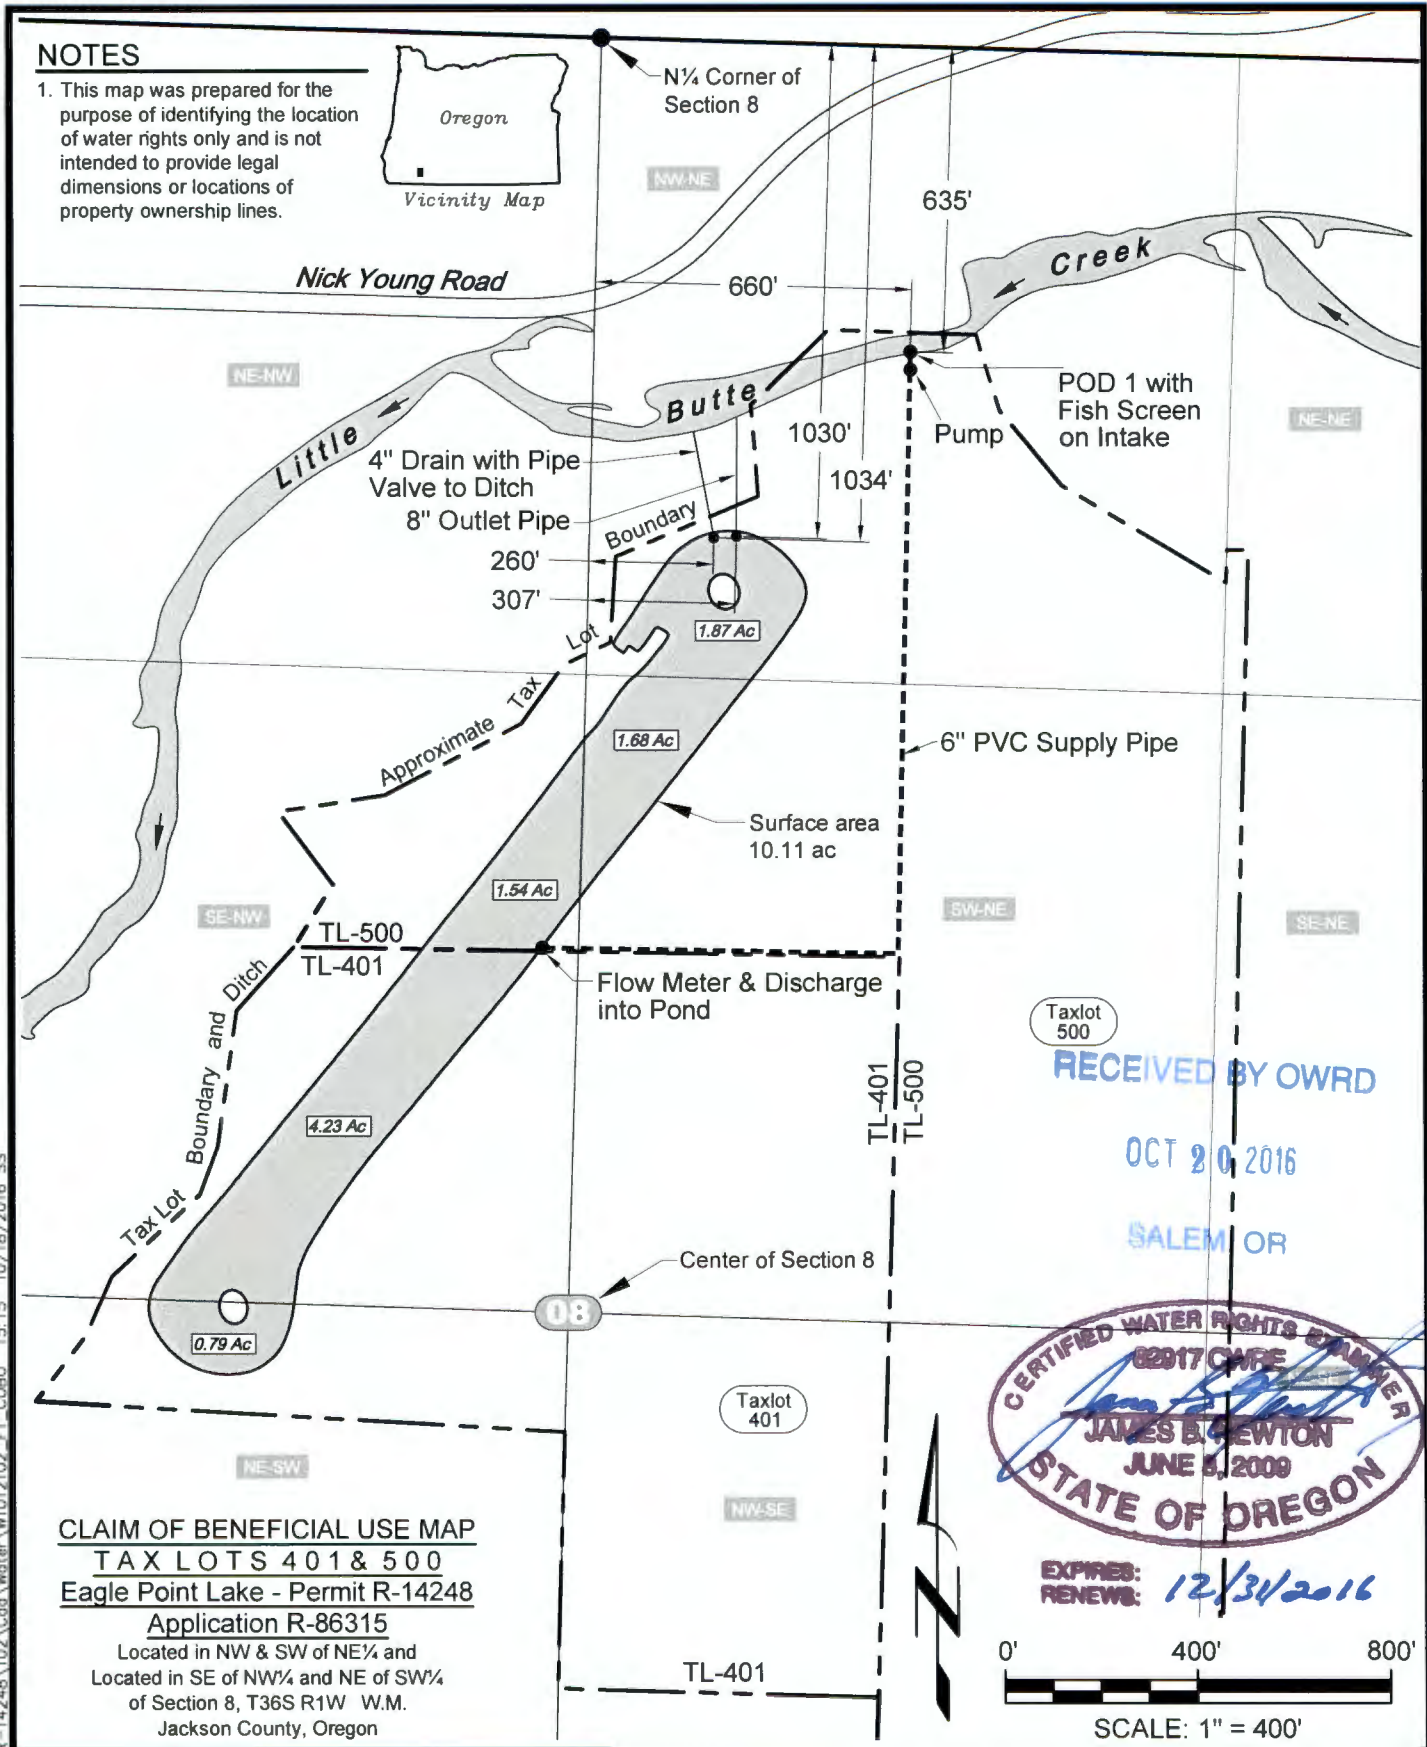 NOTES
1. This map was prepared for the
purpose of identifying the location
of water rights only and is not
intended to provide legal
dimensions or locations of
property ownership lines.
Oregon
Vicinity Map
N¼ Corner of
Section 8
NW-NE
635'
Nick Young Road
660'
Creek
NE-NW
Butte
Little
POD 1 with
Fish Screen
on Intake
NE-NE
Pump
1030'
1034'
4" Drain with Pipe
Valve to Ditch
8" Outlet Pipe
Boundary
260'
307'
1.87 Ac
Lot
Tax
Approximate
1.68 Ac
6" PVC Supply Pipe
Surface area
10.11 ac
1.54 Ac
SE-NW
SW-NE
SE-NE
TL-500
TL-401
Flow Meter & Discharge
into Pond
Boundary and Ditch
Taxlot
500
RECEIVED BY OWRD
OCT 20 2016
SALEM, OR
TL-401
TL-500
4.23 Ac
Tax Lot
Center of Section 8
08
0.79 Ac
Taxlot
401
CERTIFIED WATER RIGHTS EXAMINER
82917 CWRE
JAMES B. NEWTON
JUNE 5, 2009
STATE OF OREGON
EXPIRES:
RENEWS: 12/31/2016
NE-SW
NW-SE
CLAIM OF BENEFICIAL USE MAP
TAX LOTS 401 & 500
Eagle Point Lake - Permit R-14248
Application R-86315
Located in NW & SW of NE¼ and
Located in SE of NW¼ and NE of SW¼
of Section 8, T36S R1W W.M.
Jackson County, Oregon
TL-401
N
0' 400' 800'
SCALE: 1" = 400'